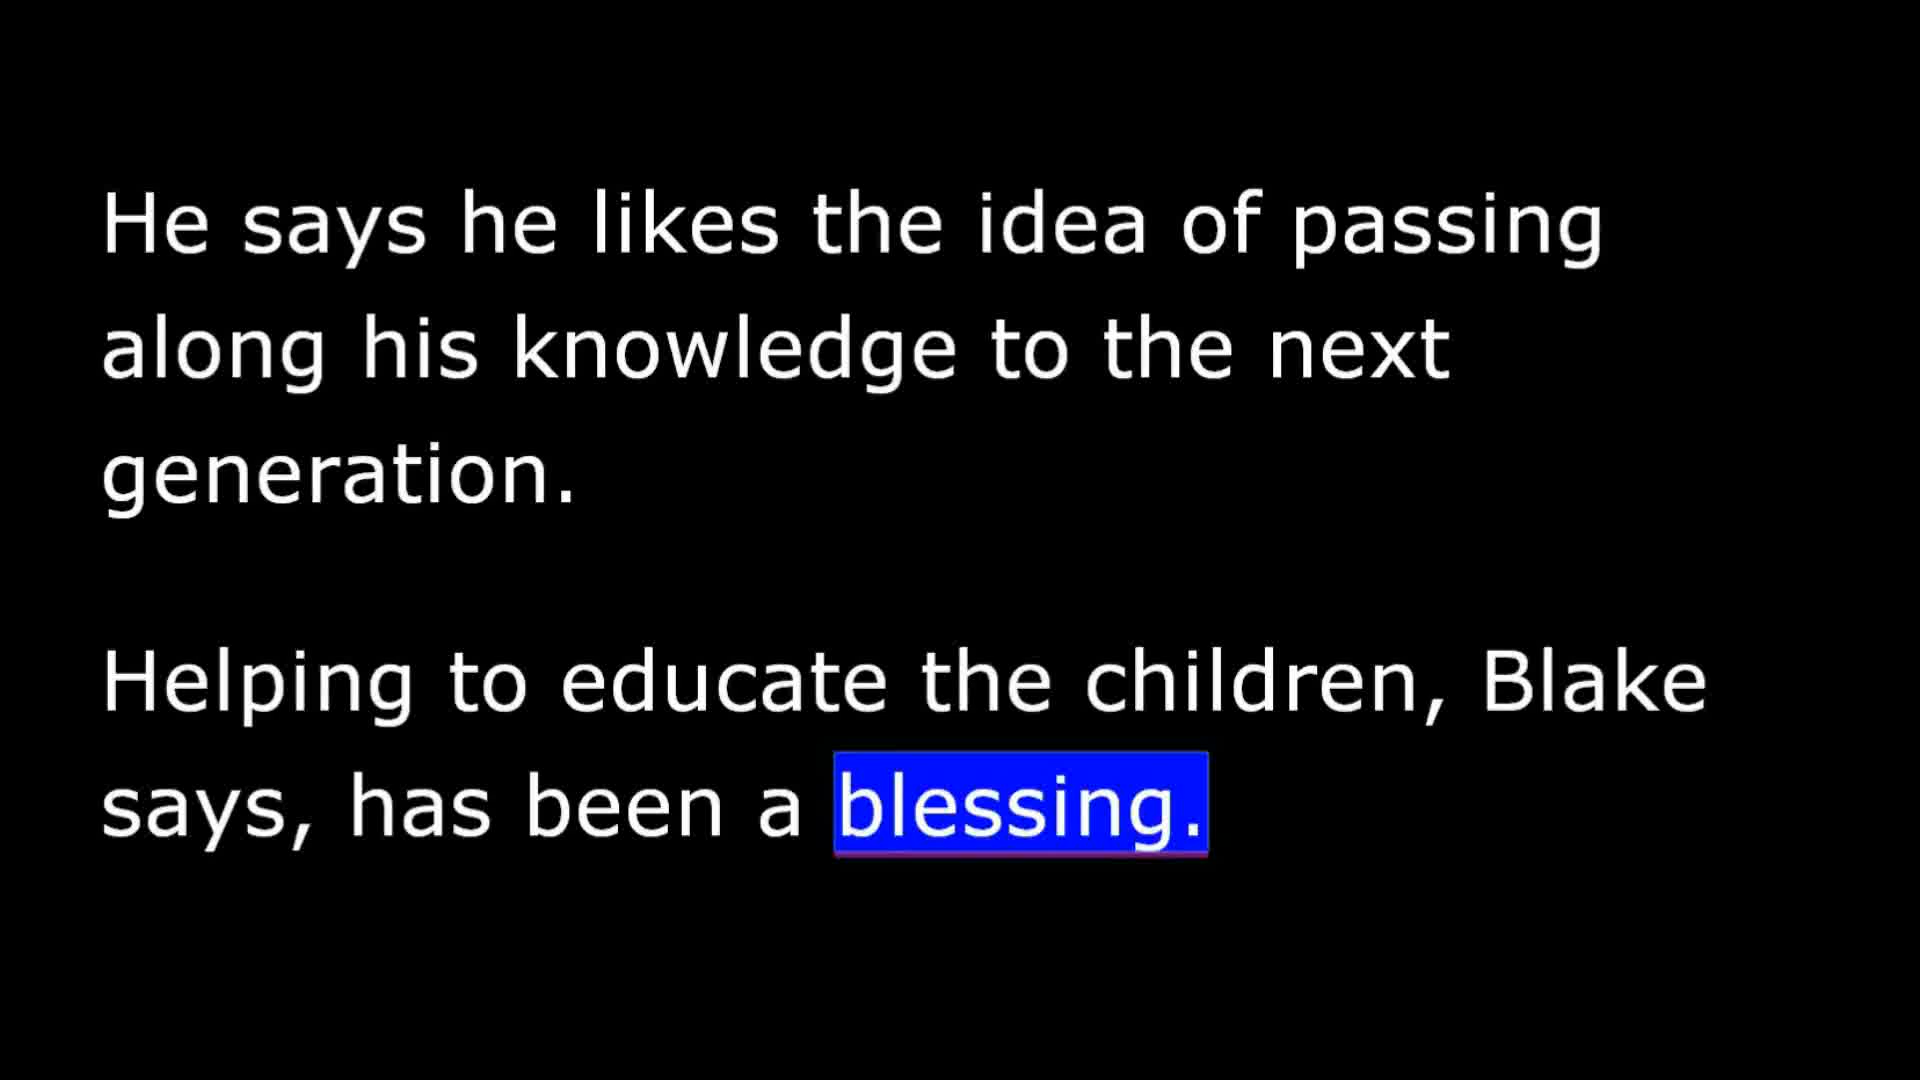 He says he likes the idea of passing
along his knowledge to the next
generation.
Helping to educate the children, Blake
says, has been a blessing.